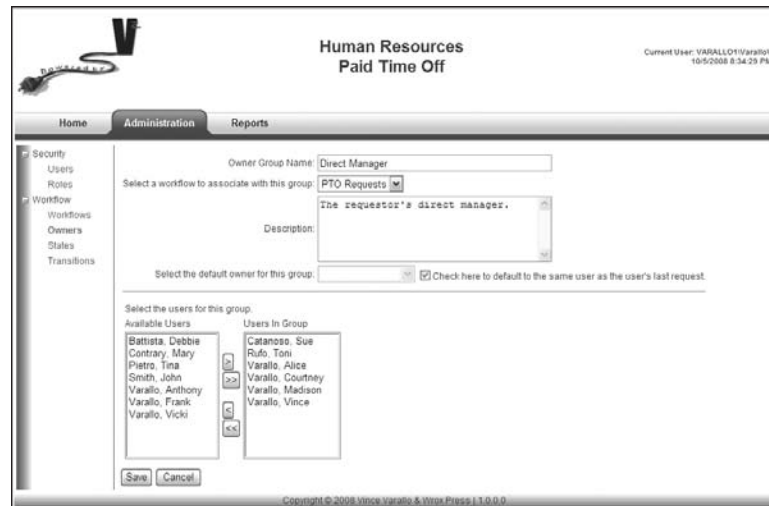 V
powered by
Human Resources
Paid Time Off
Current User: VARALLO1\Varallo\
10/5/2008 8:34:29 PM
Home Administration Reports
Security
Users
Roles
Workflow
Workflows
Owners
States
Transitions
Owner Group Name: Direct Manager
Select a workflow to associate with this group: PTO Requests
Description: The requestor's direct manager.
Select the default owner for this group: Check here to default to the same user as the user's last request.
Select the users for this group.
Available Users Users In Group
Battista, Debbie
Contrary, Mary
Pietro, Tina
Smith, John
Varallo, Anthony
Varallo, Frank
Varallo, Vicki
>
>>
<
<<
Catanoso, Sue
Rufo, Toni
Varallo, Alice
Varallo, Courtney
Varallo, Madison
Varallo, Vince
Save Cancel
Copyright © 2008 Vince Varallo & Wrox Press | 1.0.0.0